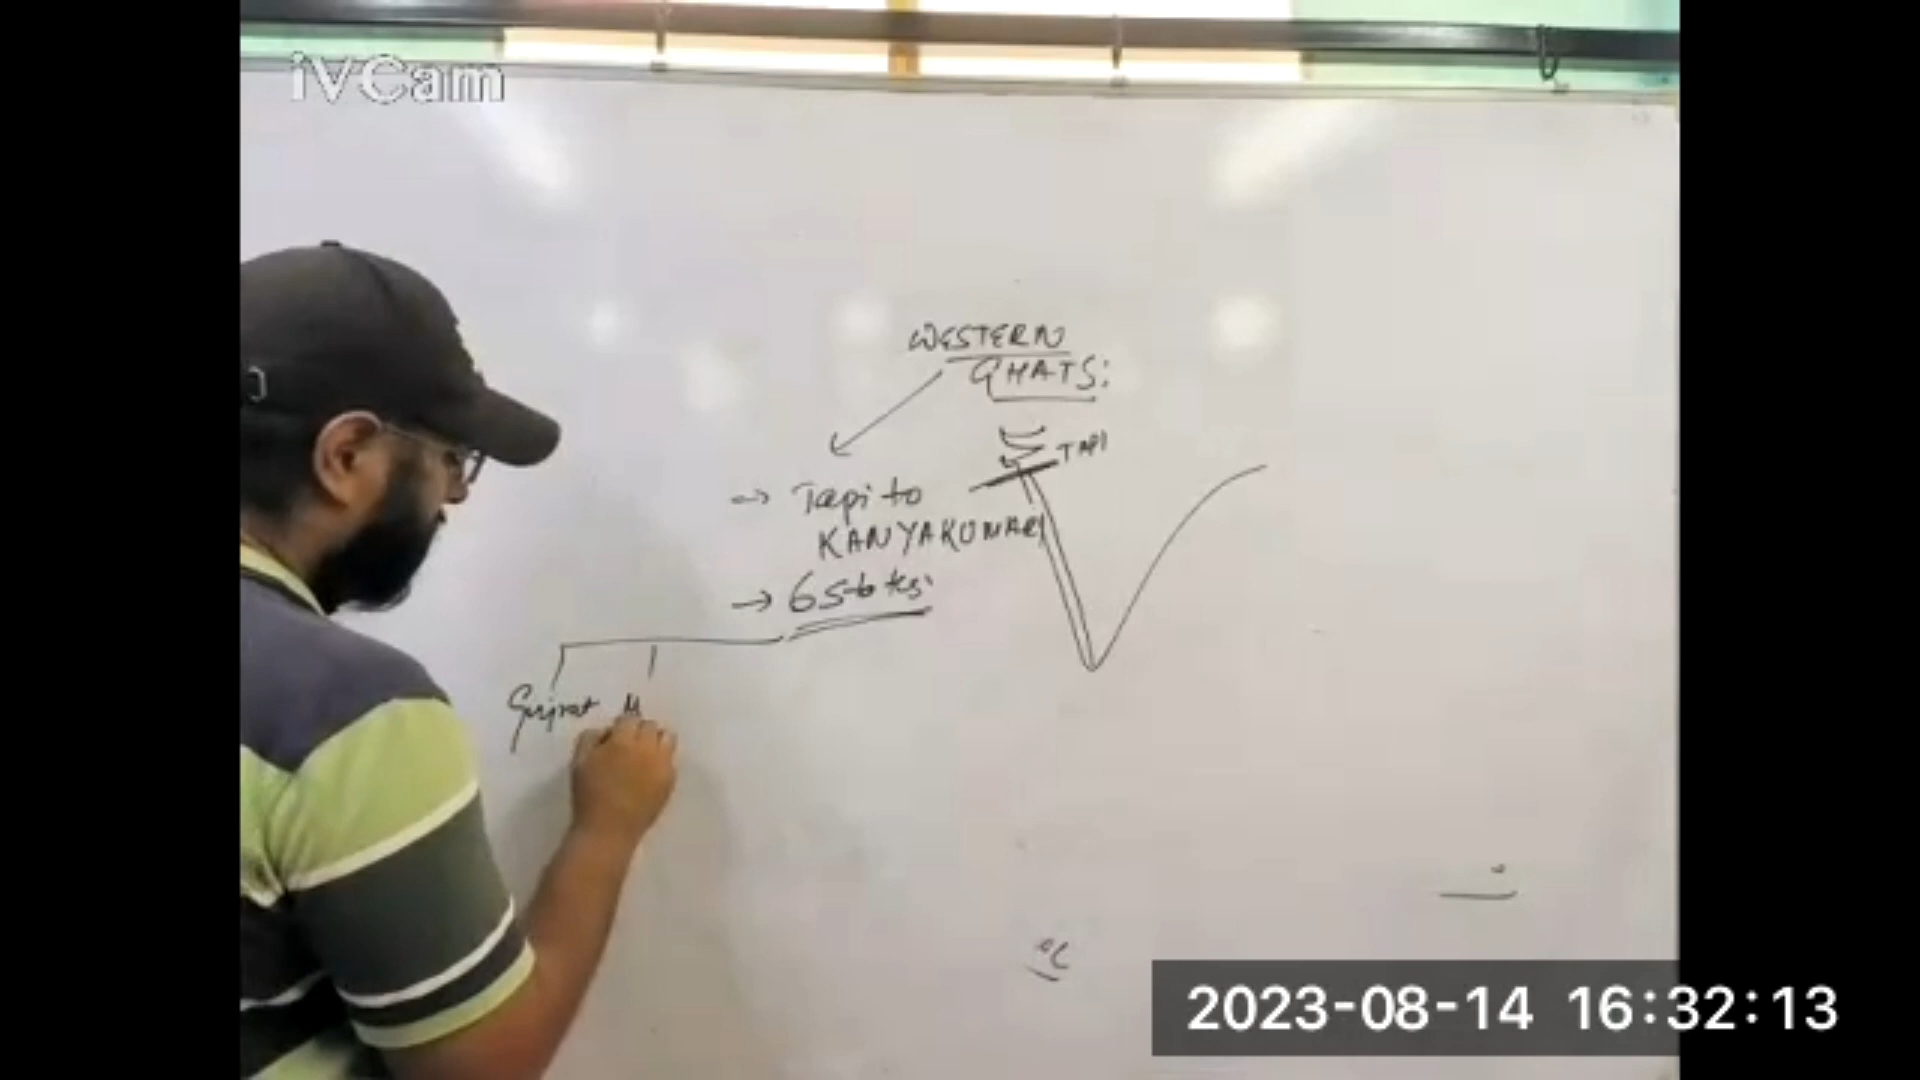 iVCam
WESTERN
GHATS:
TAPI
→ Tapi to
KANYAKUMARI
→ 6 States:
Gujrat M
°C
2023-08-14 16:32:13